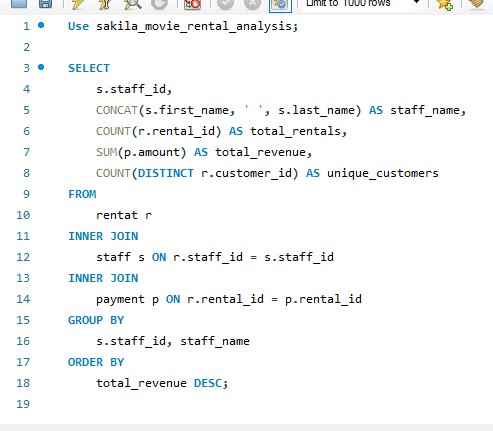 Limit to 1000 rows
1 Use sakila_movie_rental_analysis;
2
3 SELECT
4 s.staff_id,
5 CONCAT(s.first_name, ' ', s.last_name) AS staff_name,
6 COUNT(r.rental_id) AS total_rentals,
7 SUM(p.amount) AS total_revenue,
8 COUNT(DISTINCT r.customer_id) AS unique_customers
9 FROM
10 rentat r
11 INNER JOIN
12 staff s ON r.staff_id = s.staff_id
13 INNER JOIN
14 payment p ON r.rental_id = p.rental_id
15 GROUP BY
16 s.staff_id, staff_name
17 ORDER BY
18 total_revenue DESC;
19